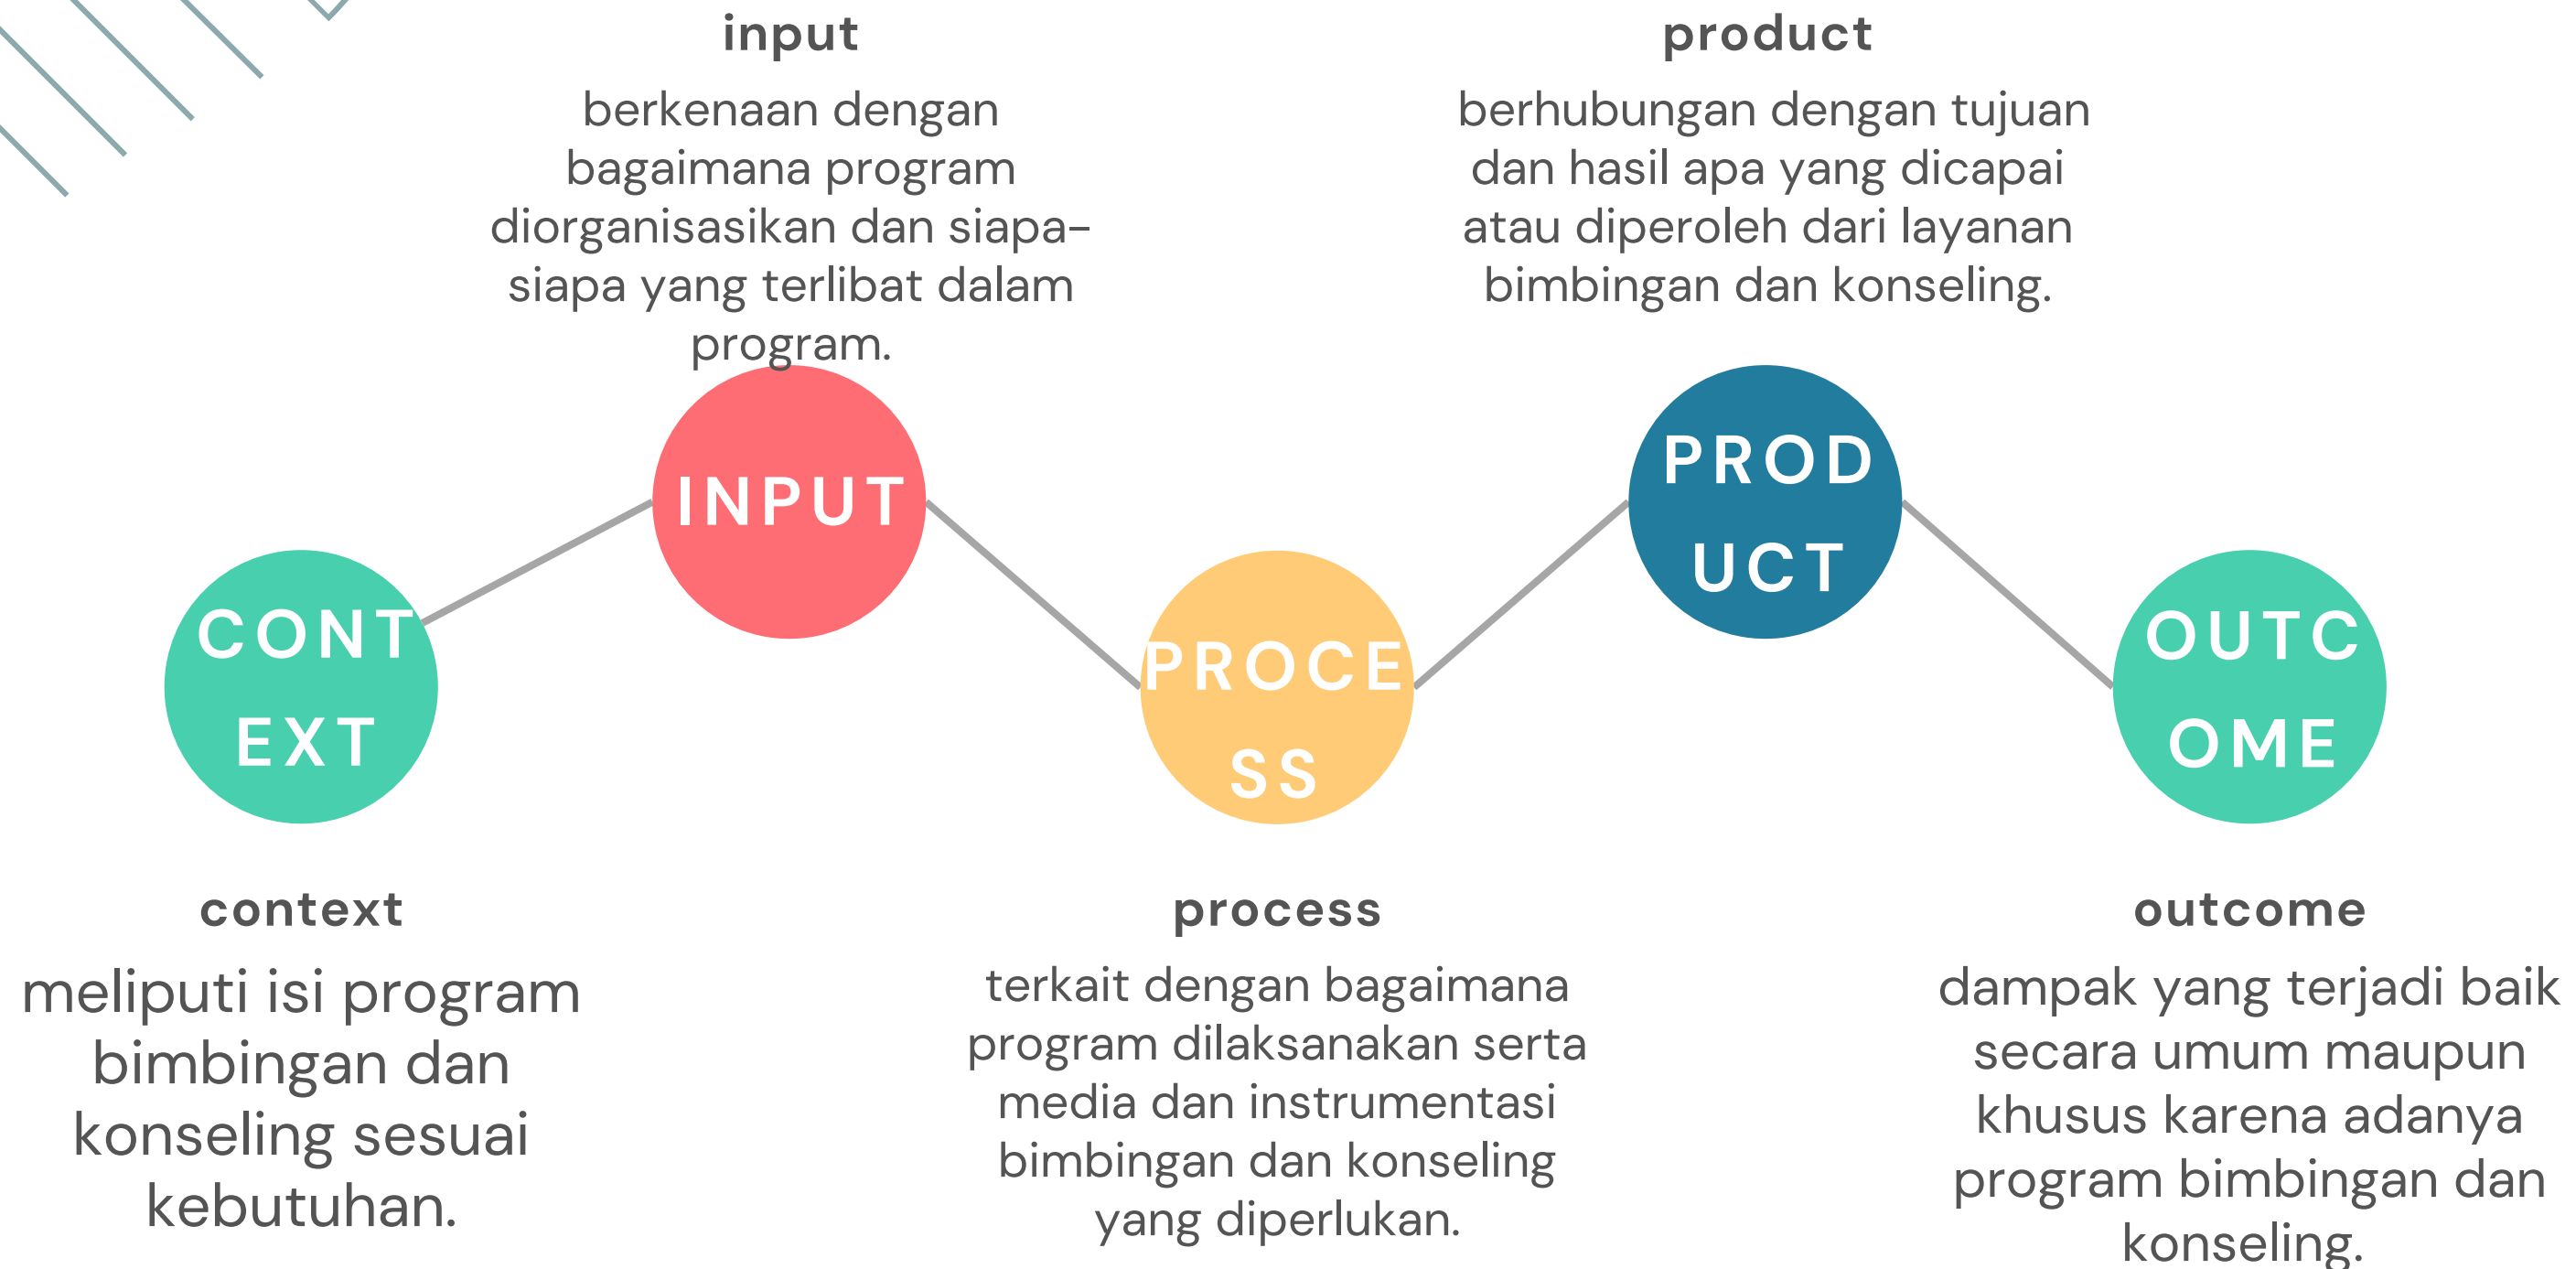 input
berkenaan dengan
bagaimana program
diorganisasikan dan siapa-
siapa yang terlibat dalam
program.
product
berhubungan dengan tujuan
dan hasil apa yang dicapai
atau diperoleh dari layanan
bimbingan dan konseling.
CONT
EXT
INPUT
PROCE
SS
PROD
UCT
OUTC
OME
context
meliputi isi program
bimbingan dan
konseling sesuai
kebutuhan.
process
terkait dengan bagaimana
program dilaksanakan serta
media dan instrumentasi
bimbingan dan konseling
yang diperlukan.
outcome
dampak yang terjadi baik
secara umum maupun
khusus karena adanya
program bimbingan dan
konseling.